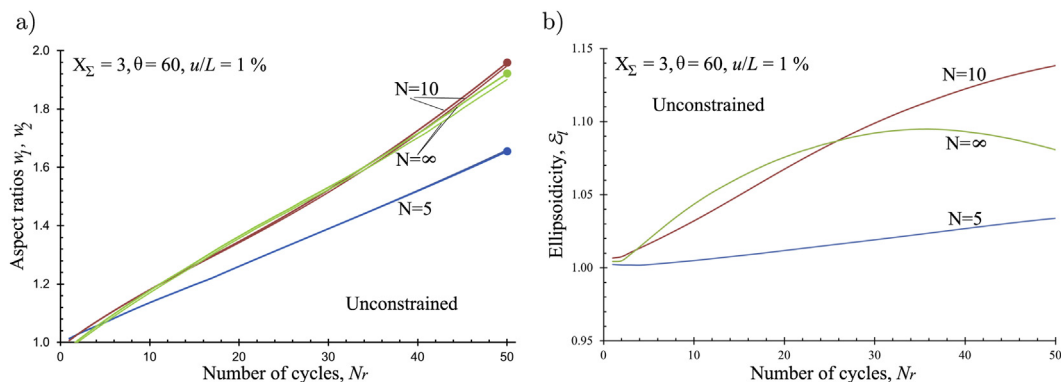 a)
X_Σ = 3, θ = 60, u/L = 1 %
N=10
N=∞
N=5
Unconstrained
Aspect ratios w_1, w_2
2.0
1.8
1.6
1.4
1.2
1.0
0
10
20
30
40
50
Number of cycles, Nr
b)
X_Σ = 3, θ = 60, u/L = 1 %
Unconstrained
N=10
N=∞
N=5
Ellipsoidicity, ℰ_l
1.15
1.10
1.05
1.00
0.95
0
10
20
30
40
50
Number of cycles, Nr